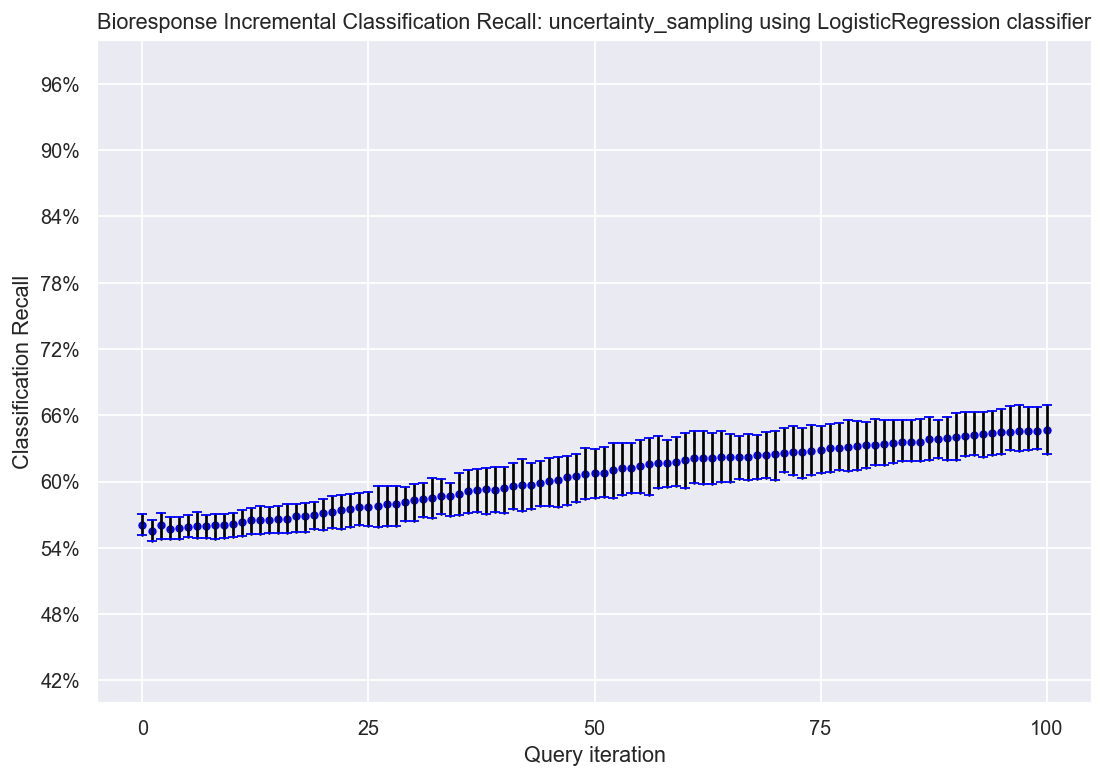 Bioresponse Incremental Classification Recall: uncertainty_sampling using LogisticRegression classifier
96%
90%
84%
78%
72%
66%
60%
54%
48%
42%
Classification Recall
0 25 50 75 100
Query iteration